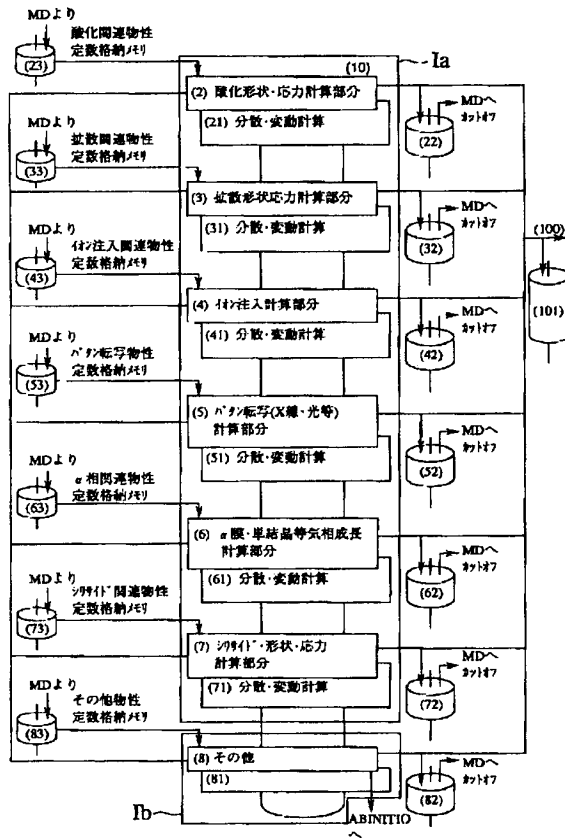 MDより
酸化関連物性
定数格納メモリ
(23)
(10)
Ia
(2) 酸化形状・応力計算部分
(21) 分散・変動計算
MDへ
カットオフ
(22)
MDより
拡散関連物性
定数格納メモリ
(33)
(3) 拡散形状応力計算部分
(31) 分散・変動計算
MDへ
カットオフ
(32)
(100)
(101)
MDより
イオン注入関連物性
定数格納メモリ
(43)
(4) イオン注入計算部分
(41) 分散・変動計算
MDへ
カットオフ
(42)
MDより
パタン転写物性
定数格納メモリ
(53)
(5) パタン転写(X線・光等)
計算部分
(51) 分散・変動計算
MDへ
カットオフ
(52)
MDより
α相関連物性
定数格納メモリ
(63)
(6) α膜・単結晶等気相成長
計算部分
(61) 分散・変動計算
MDへ
カットオフ
(62)
MDより
シリサイド関連物性
定数格納メモリ
(73)
(7) シリサイド・形状・応力
計算部分
(71) 分散・変動計算
MDへ
カットオフ
(72)
MDより
その他物性
定数格納メモリ
(83)
(8) その他
(81)
MDへ
カットオフ
(82)
Ib
ABINITIO
へ